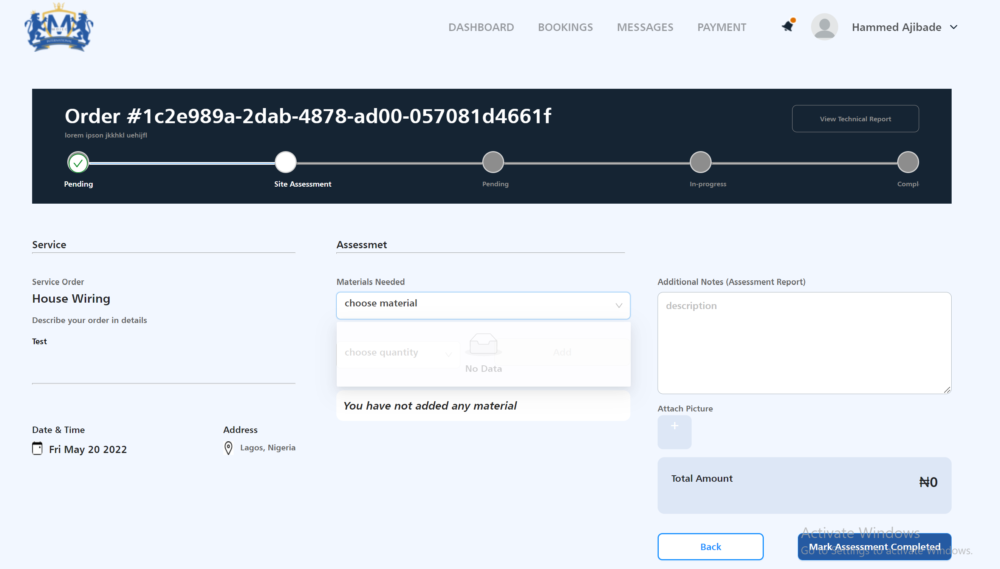 M
MOJEC
INTERNATIONAL
DASHBOARD BOOKINGS MESSAGES PAYMENT Hammed Ajibade
Order #1c2e989a-2dab-4878-ad00-057081d4661f
View Technical Report
lorem ipson jkkhkl uehijfl
Pending Site Assessment Pending In-progress Compl
Service
Service Order
House Wiring
Describe your order in details
Test
Date & Time
Fri May 20 2022
Address
Lagos, Nigeria
Assessmet
Materials Needed
choose material
choose quantity
Add
No Data
You have not added any material
Additional Notes (Assessment Report)
description
Attach Picture
+
Total Amount
₦0
Back
Mark Assessment Completed
Activate Windows
Go to Settings to activate Windows.